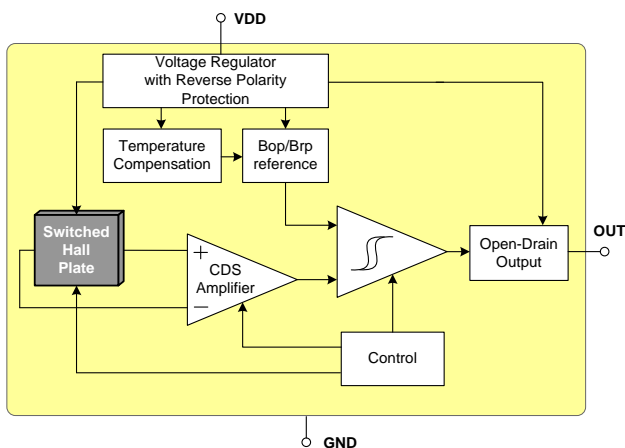 VDD
Voltage Regulator
with Reverse Polarity
Protection
Temperature
Compensation
Bop/Brp
reference
Switched
Hall
Plate
+
−
CDS
Amplifier
Open-Drain
Output
OUT
Control
GND